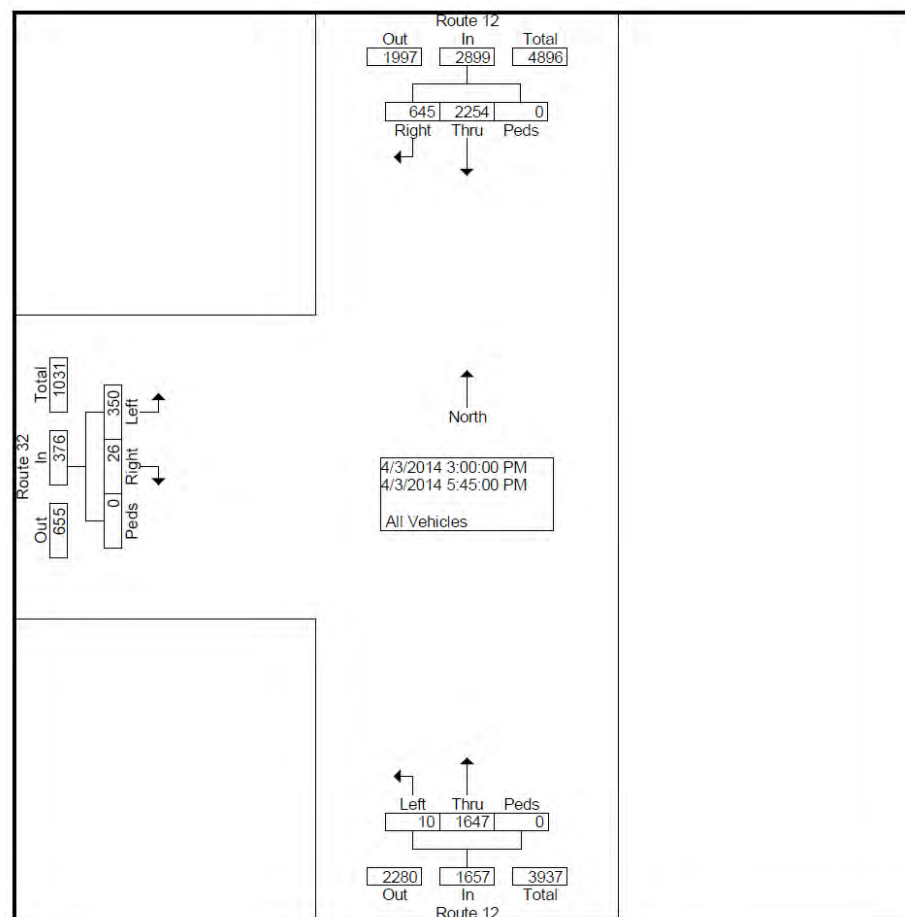 Route 12
Out In Total
1997 2899 4896
645 2254 0
Right Thru Peds
Route 32
Total 1031
In 376
Out 655
350 Left
26 Right
0 Peds
North
4/3/2014 3:00:00 PM
4/3/2014 5:45:00 PM
All Vehicles
Left Thru Peds
10 1647 0
2280 1657 3937
Out In Total
Route 12